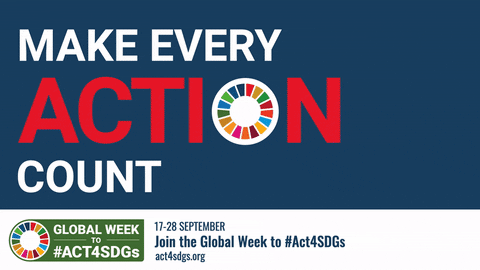 MAKE EVERY
ACTION
COUNT
GLOBAL WEEK
TO
#ACT4SDGs
17-28 SEPTEMBER
Join the Global Week to #Act4SDGs
act4sdgs.org